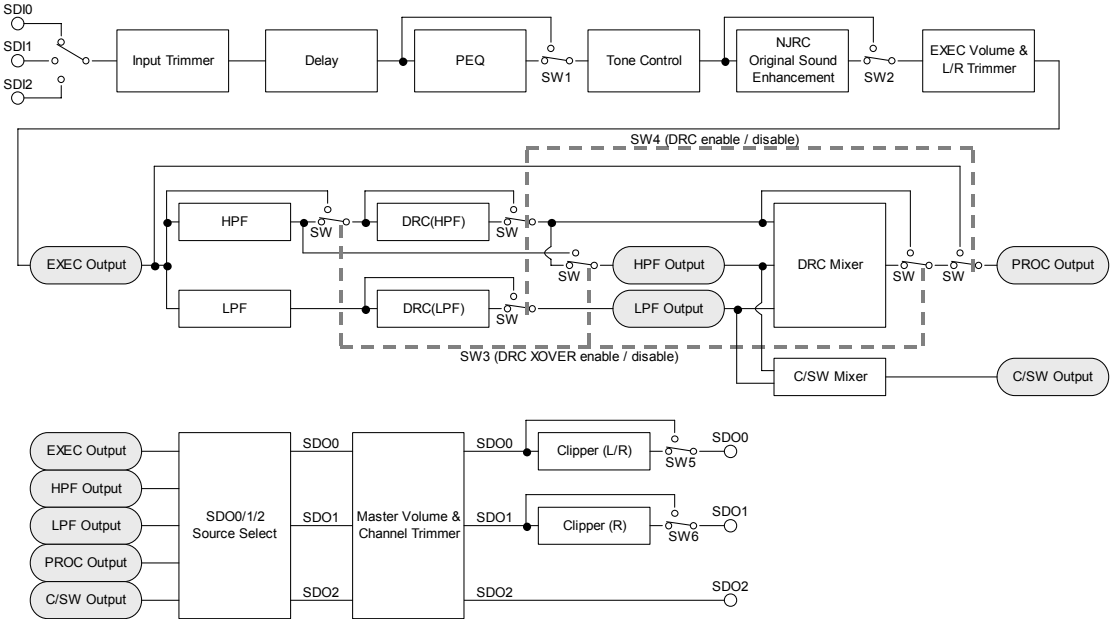 SDI0
SDI1
SDI2
Input Trimmer
Delay
PEQ
SW1
Tone Control
NJRC
Original Sound
Enhancement
SW2
EXEC Volume &
L/R Trimmer
SW4 (DRC enable / disable)
HPF
SW
DRC(HPF)
SW
EXEC Output
SW
HPF Output
DRC Mixer
SW
SW
PROC Output
LPF
DRC(LPF)
SW
LPF Output
SW3 (DRC XOVER enable / disable)
C/SW Mixer
C/SW Output
EXEC Output
HPF Output
LPF Output
PROC Output
C/SW Output
SDO0/1/2
Source Select
SDO0
SDO1
SDO2
Master Volume &
Channel Trimmer
SDO0
SDO1
SDO2
Clipper (L/R)
SW5
SDO0
Clipper (R)
SW6
SDO1
SDO2